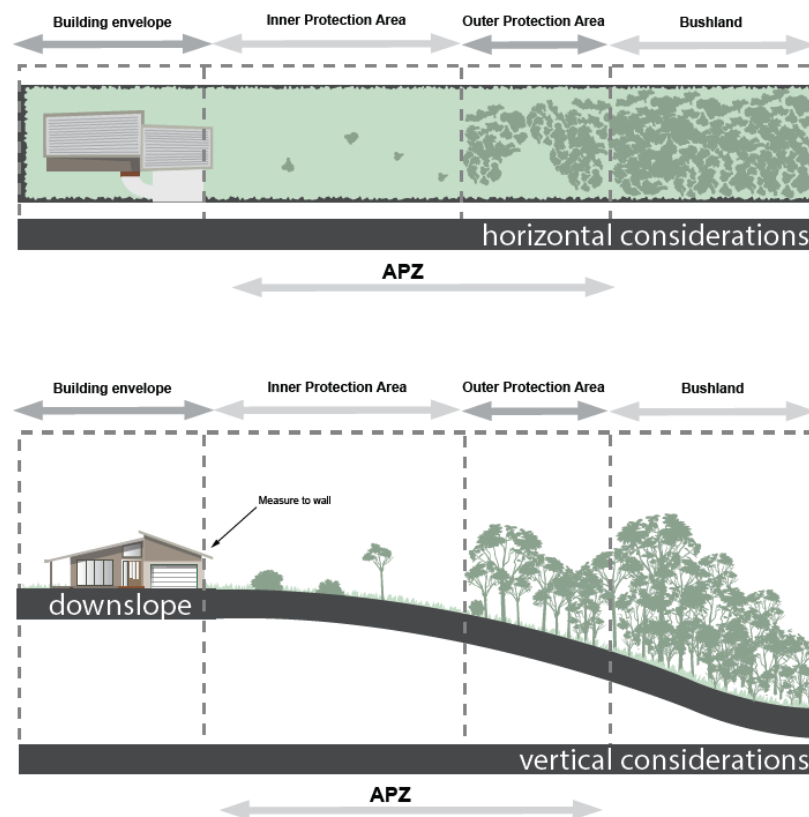 Building envelope Inner Protection Area Outer Protection Area Bushland
horizontal considerations
APZ
Building envelope Inner Protection Area Outer Protection Area Bushland
Measure to wall
downslope
vertical considerations
APZ